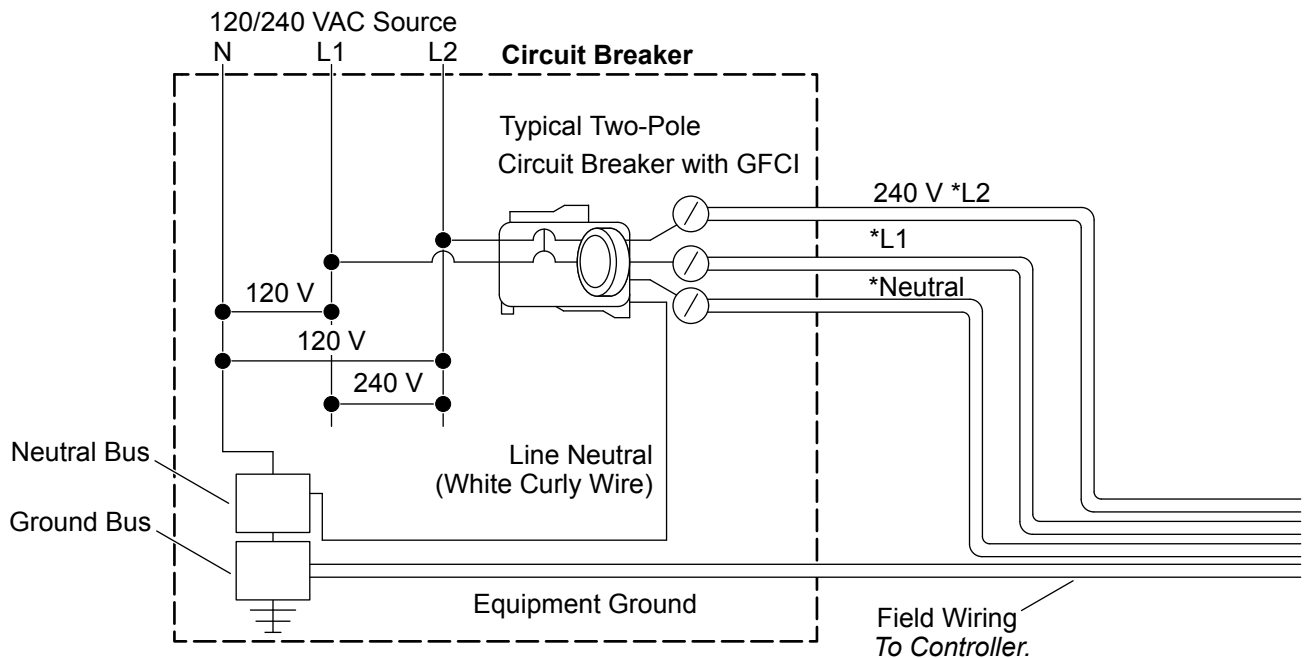 120/240 VAC Source
N L1 L2
Circuit Breaker
Typical Two-Pole
Circuit Breaker with GFCI
240 V *L2
*L1
*Neutral
120 V
120 V
240 V
Neutral Bus
Line Neutral
(White Curly Wire)
Ground Bus
Equipment Ground
Field Wiring
To Controller.